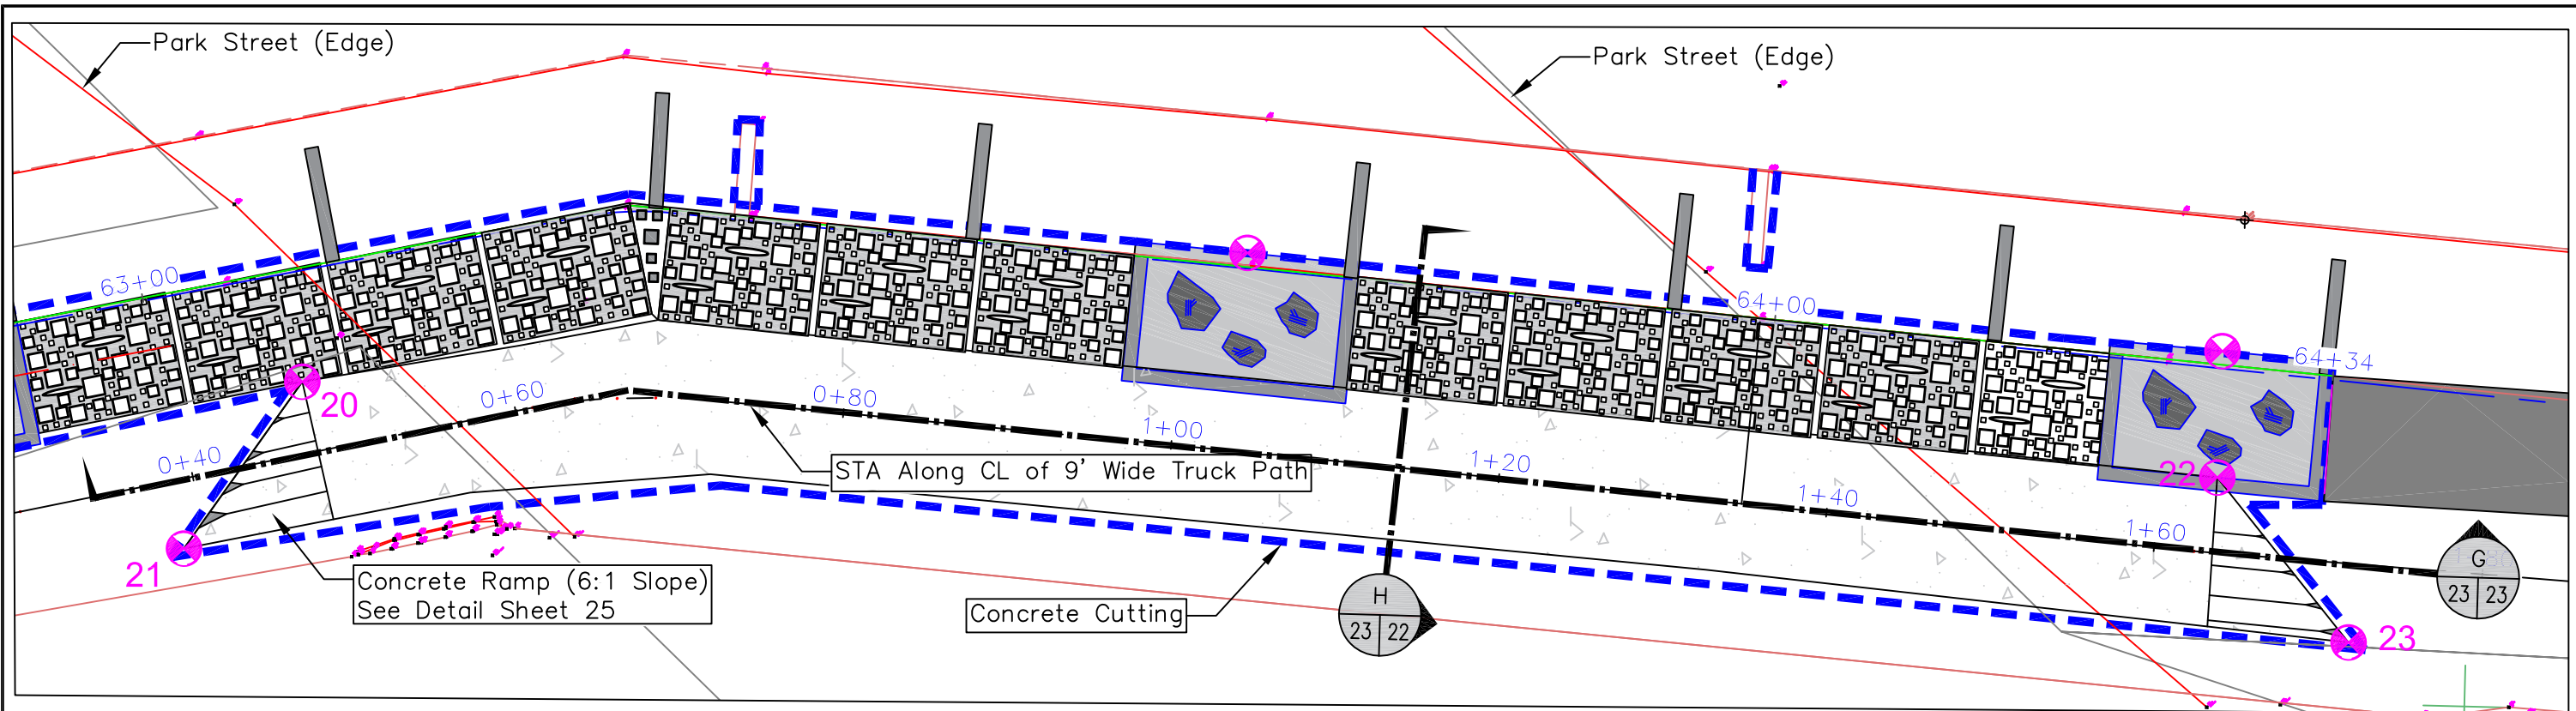 Park Street (Edge)
Park Street (Edge)
63+00
64+00
64+34
20
0+60
0+80
1+00
0+40
STA Along CL of 9' Wide Truck Path
1+20
22
1+40
1+60
21
Concrete Ramp (6:1 Slope)
See Detail Sheet 25
Concrete Cutting
H
23 22
G
23 23
23